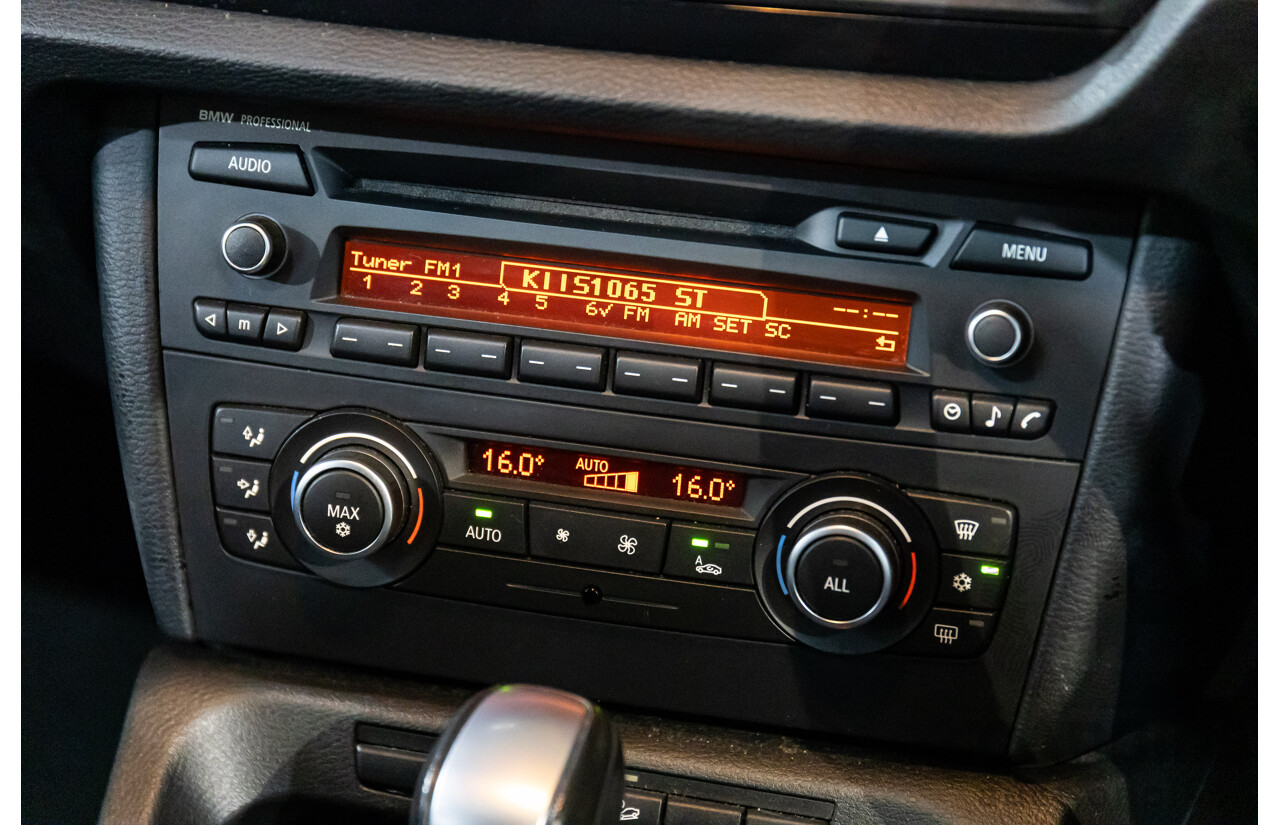 BMW PROFESSIONAL
AUDIO
MENU
Tuner FM1 KIIS1065 ST --:--
1 2 3 4 5 6✓ FM AM SET SC
m
16.0° AUTO 16.0°
MAX
AUTO
A
ALL